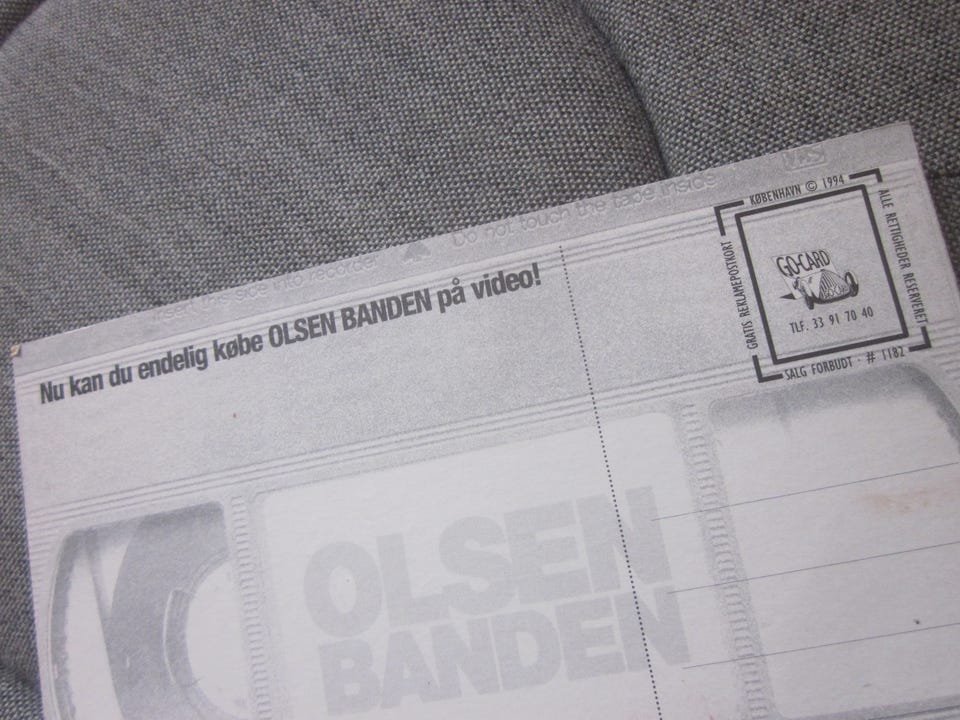 VHS
Insert this side into recorder
Do not touch the tape inside
Nu kan du endelig købe OLSEN BANDEN på video!
KØBENHAVN © 1994
ALLE RETTIGHEDER RESERVERET
GRATIS REKLAMEPOSTKORT
GO-CARD
TLF. 33 91 70 40
SALG FORBUDT · # 1182
OLSEN
BANDEN